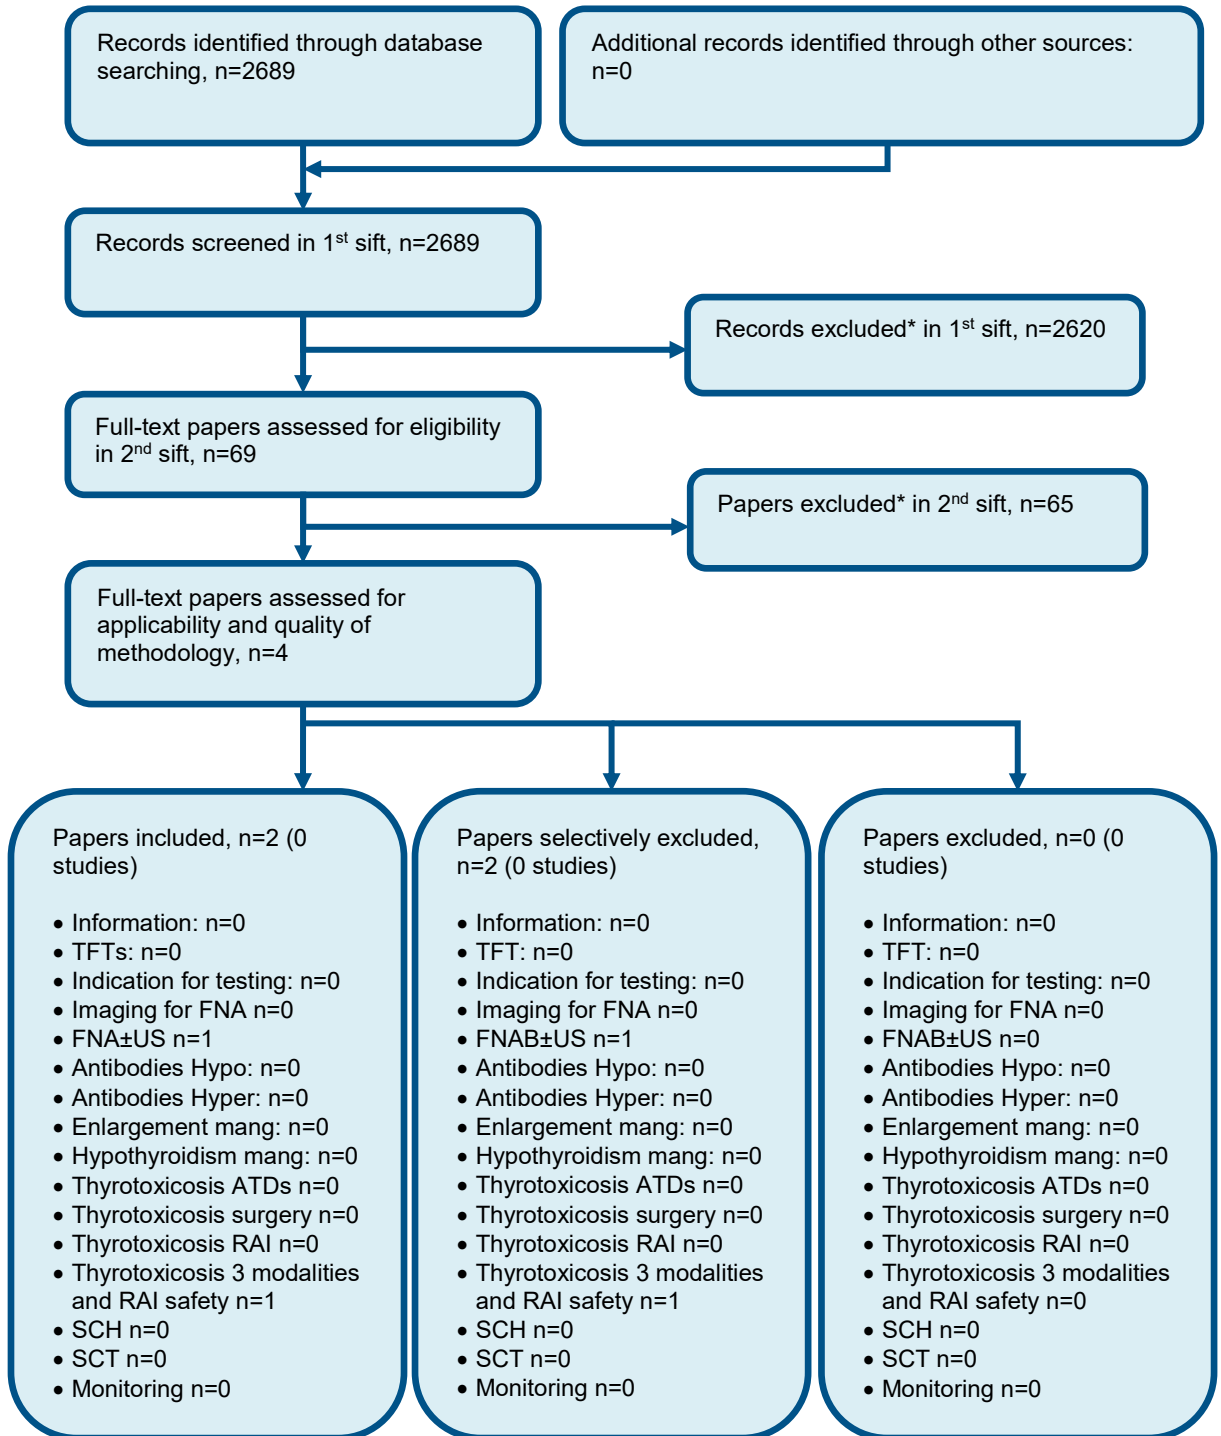 Records identified through database
searching, n=2689
Additional records identified through other sources:
n=0
Records screened in 1st sift, n=2689
Records excluded* in 1st sift, n=2620
Full-text papers assessed for eligibility
in 2nd sift, n=69
Papers excluded* in 2nd sift, n=65
Full-text papers assessed for
applicability and quality of
methodology, n=4
Papers included, n=2 (0
studies)
• Information: n=0
• TFTs: n=0
• Indication for testing: n=0
• Imaging for FNA n=0
• FNA±US n=1
• Antibodies Hypo: n=0
• Antibodies Hyper: n=0
• Enlargement mang: n=0
• Hypothyroidism mang: n=0
• Thyrotoxicosis ATDs n=0
• Thyrotoxicosis surgery n=0
• Thyrotoxicosis RAI n=0
• Thyrotoxicosis 3 modalities
and RAI safety n=1
• SCH n=0
• SCT n=0
• Monitoring n=0
Papers selectively excluded,
n=2 (0 studies)
• Information: n=0
• TFT: n=0
• Indication for testing: n=0
• Imaging for FNA: n=0
• FNAB±US: n=1
• Antibodies Hypo: n=0
• Antibodies Hyper: n=0
• Enlargement mang: n=0
• Hypothyroidism mang: n=0
• Thyrotoxicosis ATDs n=0
• Thyrotoxicosis surgery n=0
• Thyrotoxicosis RAI: n=0
• Thyrotoxicosis 3 modalities
and RAI safety n=1
• SCH: n=0
• SCT n=0
• Monitoring n=0
Papers excluded, n=0 (0
studies)
• Information: n=0
• TFT: n=0
• Indication for testing: n=0
• Imaging for FNA: n=0
• FNAB±US: n=0
• Antibodies Hypo: n=0
• Antibodies Hyper: n=0
• Enlargement mang: n=0
• Hypothyroidism mang: n=0
• Thyrotoxicosis ATDs n=0
• Thyrotoxicosis surgery: n=0
• Thyrotoxicosis RAI: n=0
• Thyrotoxicosis 3 modalities
and RAI safety n=0
• SCH: n=0
• SCT n=0
• Monitoring n=0